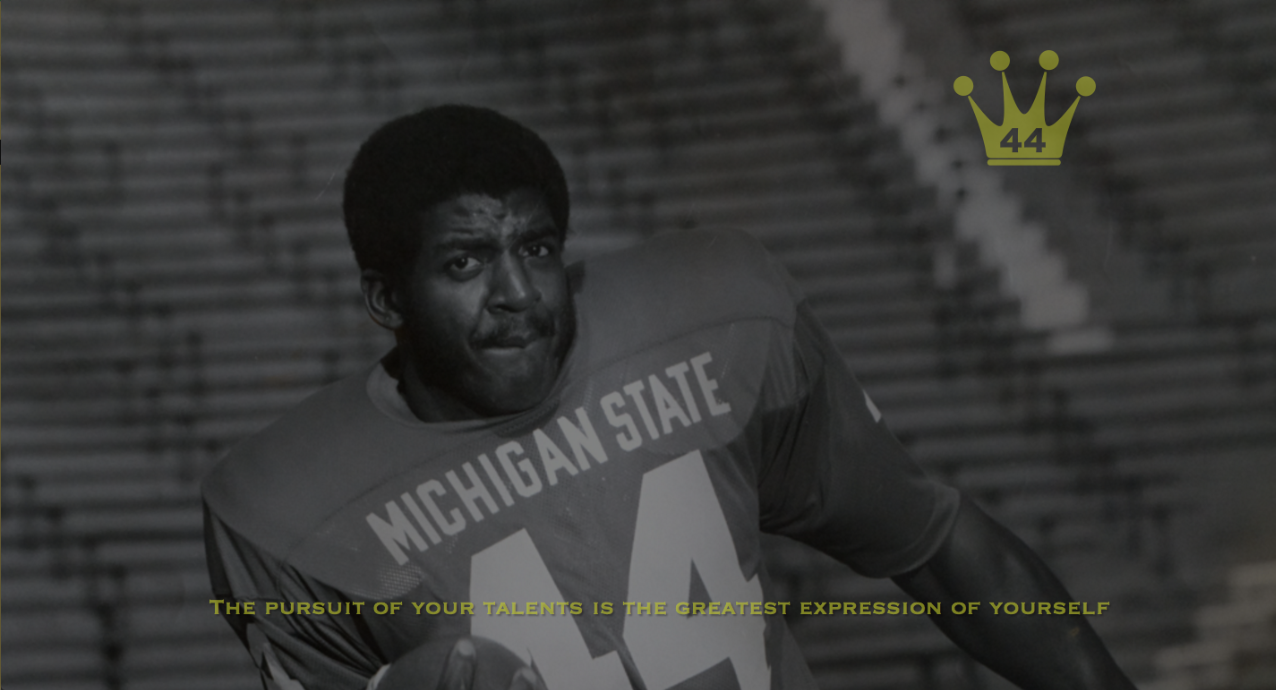 44
MICHIGAN STATE
44
THE PURSUIT OF YOUR TALENTS IS THE GREATEST EXPRESSION OF YOURSELF